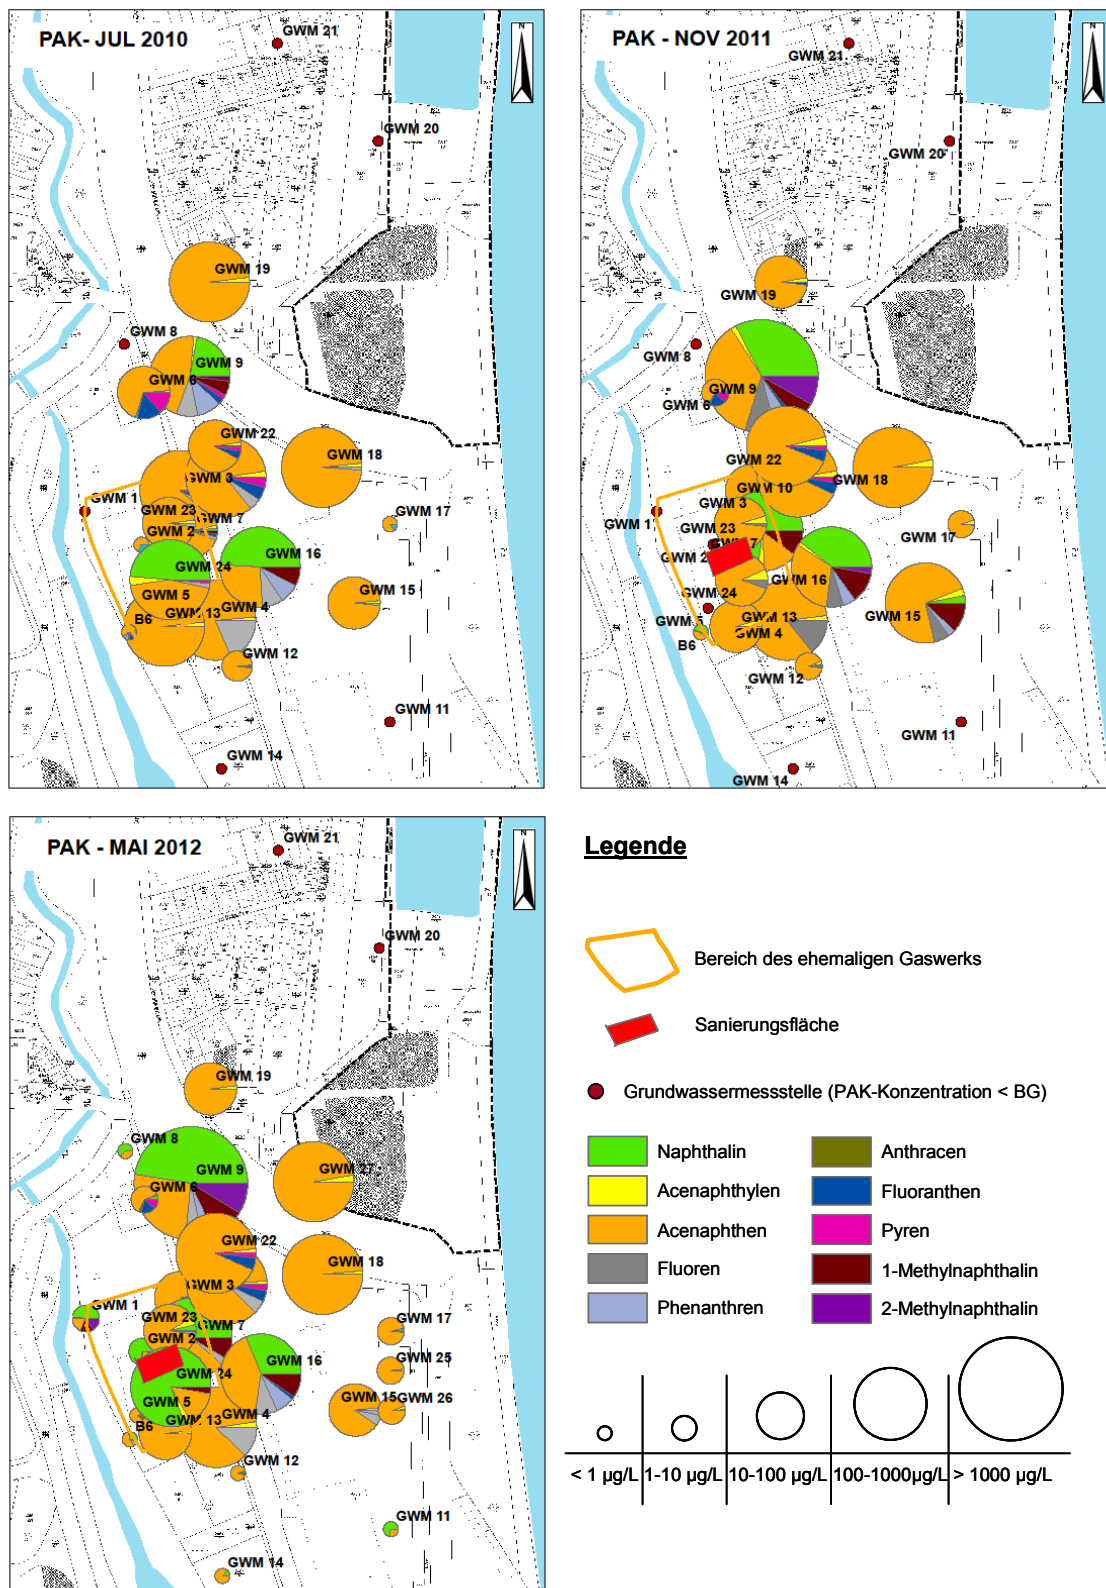 PAK- JUL 2010
N
GWM 21
GWM 20
GWM 19
GWM 8
GWM 9
GWM 6
GWM 22
GWM 18
GWM 3
GWM 1
GWM 23
GWM 17
GWM 7
GWM 2
GWM 16
GWM 24
GWM 5
GWM 15
GWM 13
GWM 4
B6
GWM 12
GWM 11
GWM 14
PAK - NOV 2011
N
GWM 21
GWM 20
GWM 19
GWM 8
GWM 9
GWM 6
GWM 22
GWM 18
GWM 10
GWM 3
GWM 1
GWM 23
GWM 17
GWM 16
GWM 24
GWM 15
GWM 13
GWM 4
B6
GWM 12
GWM 11
GWM 14
PAK - MAI 2012
N
GWM 21
GWM 20
GWM 19
GWM 8
GWM 9
GWM 27
GWM 6
GWM 22
GWM 18
GWM 3
GWM 1
GWM 23
GWM 17
GWM 7
GWM 2
GWM 16
GWM 25
GWM 24
GWM 5
GWM 15
GWM 26
GWM 13
GWM 4
B6
GWM 12
GWM 11
GWM 14
Legende
Bereich des ehemaligen Gaswerks
Sanierungsfläche
Grundwassermessstelle (PAK-Konzentration < BG)
Naphthalin
Anthracen
Acenaphthylen
Fluoranthen
Acenaphthen
Pyren
Fluoren
1-Methylnaphthalin
Phenanthren
2-Methylnaphthalin
< 1 µg/L
1-10 µg/L
10-100 µg/L
100-1000µg/L
> 1000 µg/L